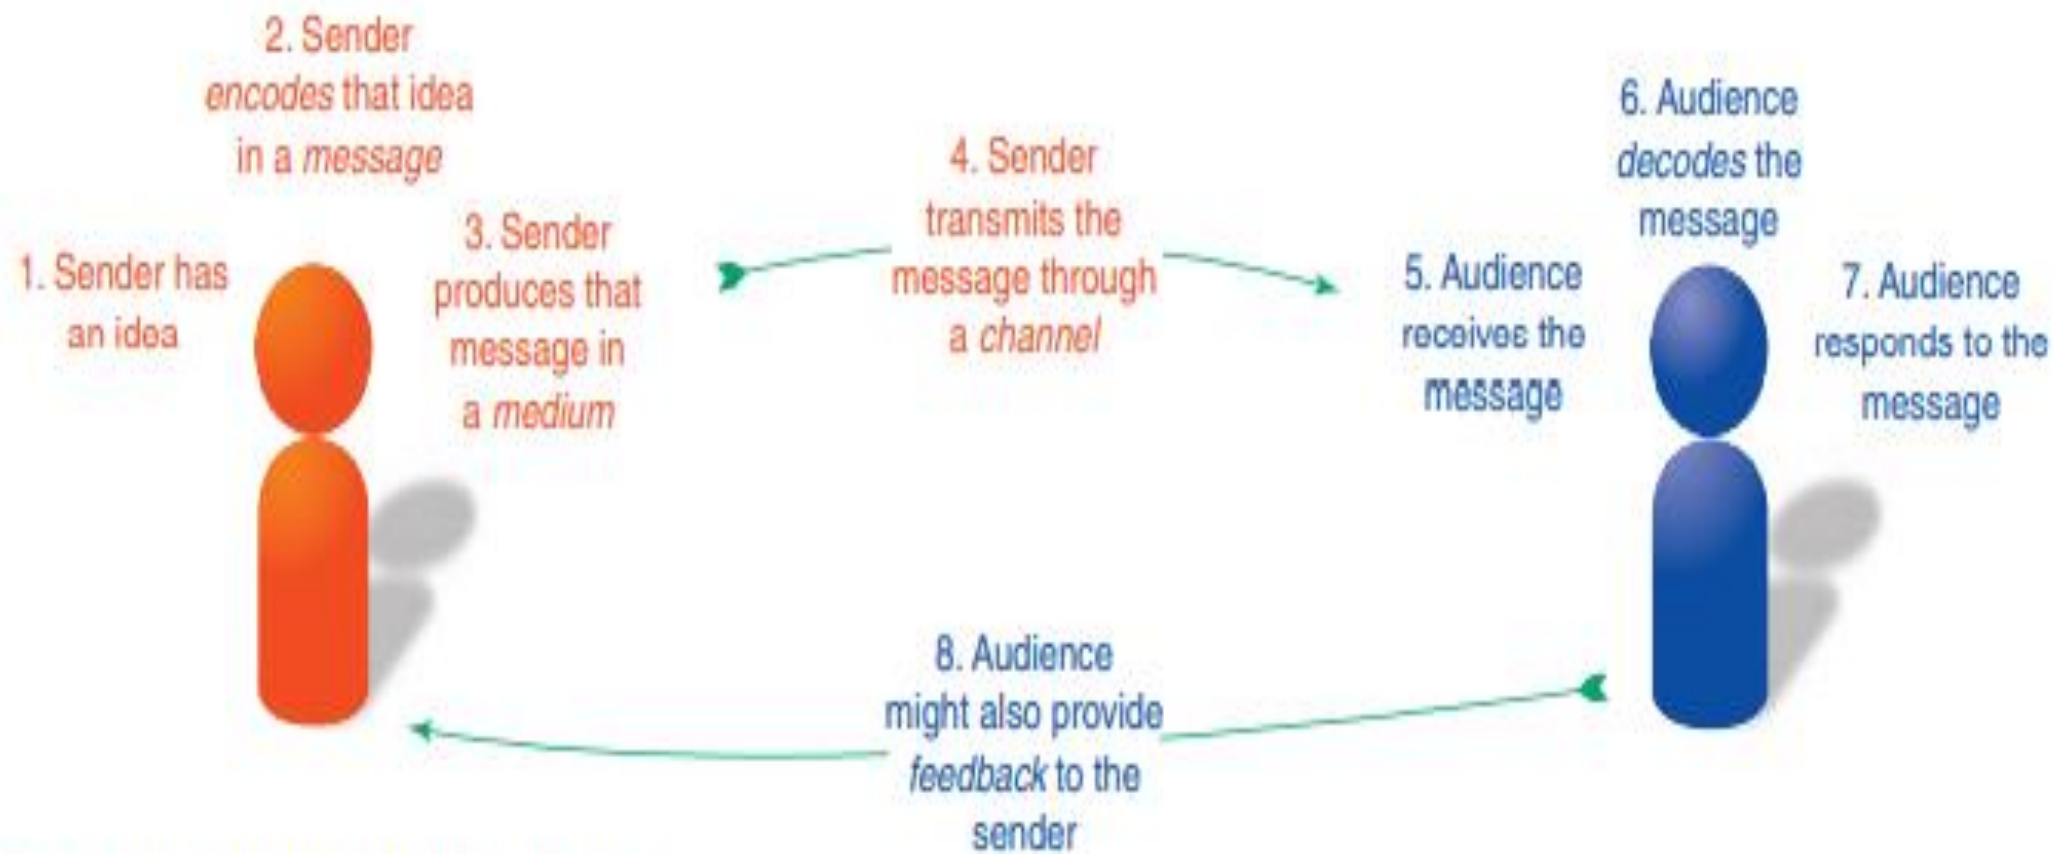 1. Sender has
an idea
2. Sender
encodes that idea
in a message
3. Sender
produces that
message in
a medium
4. Sender
transmits the
message through
a channel
5. Audience
receives the
message
6. Audience
decodes the
message
7. Audience
responds to the
message
8. Audience
might also provide
feedback to the
sender